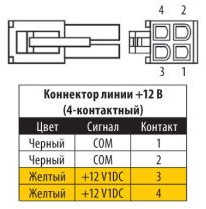 4 2
3 1
Коннектор линии +12 В
(4-контактный)
Цвет Сигнал Контакт
Черный COM 1
Черный COM 2
Желтый +12 V1DC 3
Желтый +12 V1DC 4